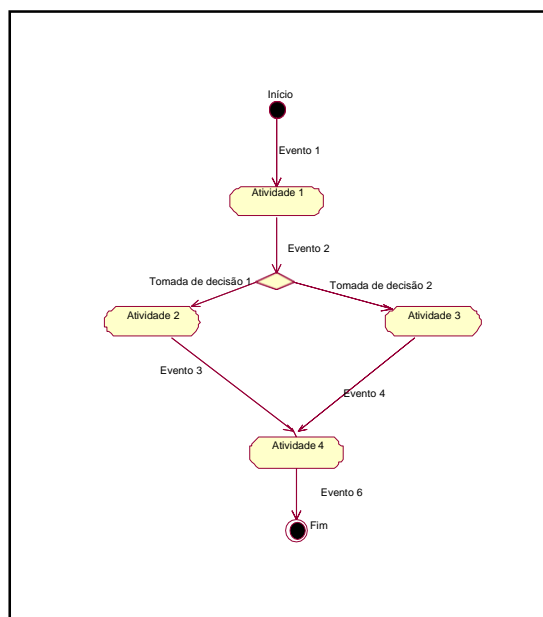 Início
Evento 1
Atividade 1
Evento 2
Tomada de decisão 1
Tomada de decisão 2
Atividade 2
Atividade 3
Evento 3
Evento 4
Atividade 4
Evento 6
Fim